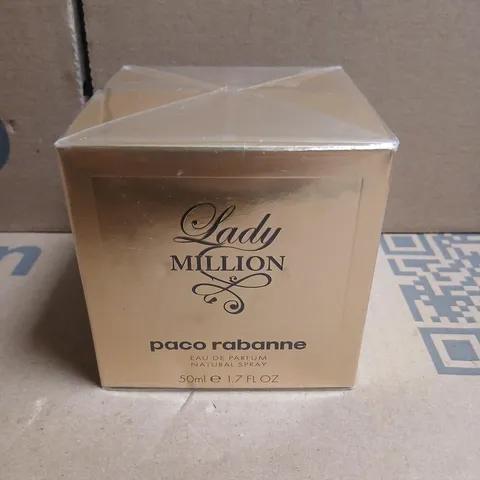 Lady
MILLION
paco rabanne
EAU DE PARFUM
NATURAL SPRAY
50ml e 1.7 FL OZ